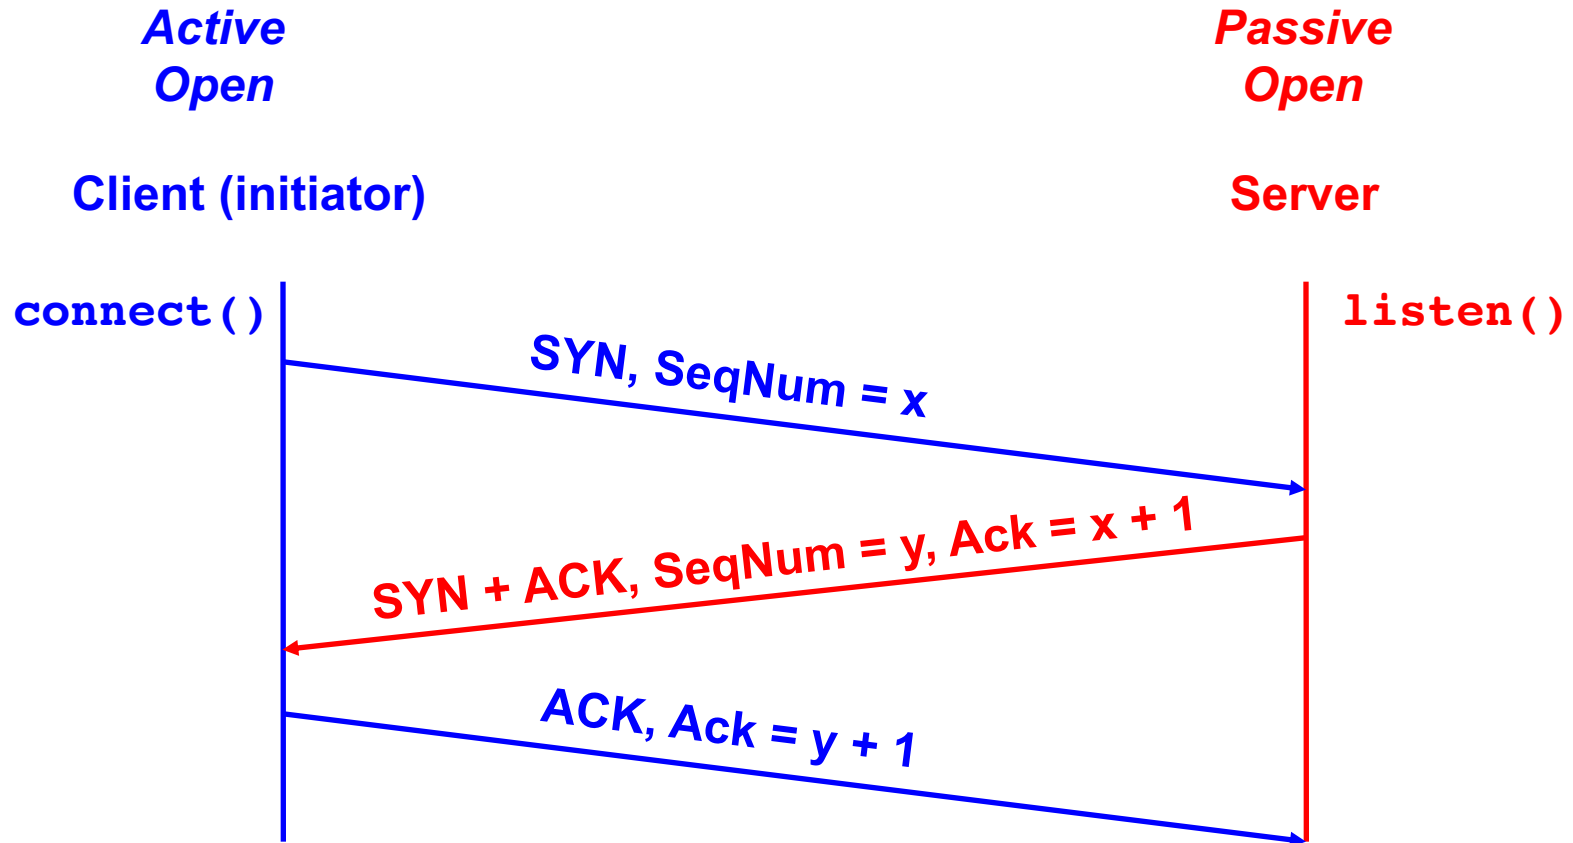 Active
Open
Passive
Open
Client (initiator)
Server
connect()
listen()
SYN, SeqNum = x
SYN + ACK, SeqNum = y, Ack = x + 1
ACK, Ack = y + 1